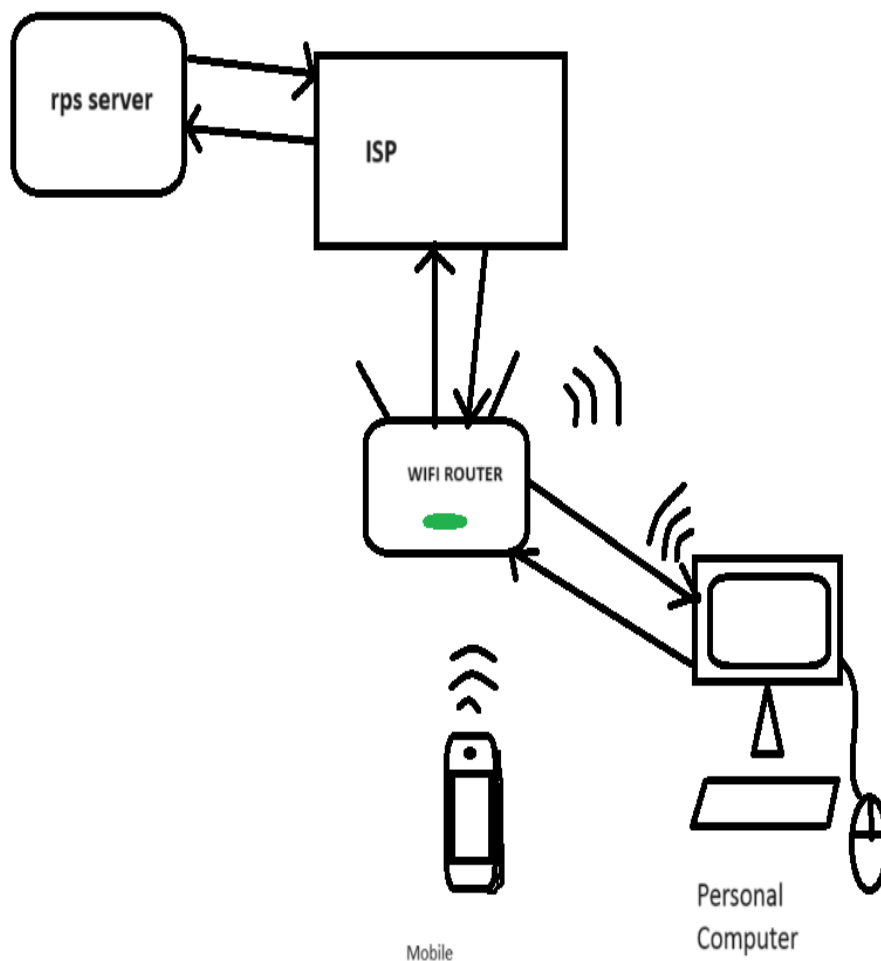 rps server
ISP
WIFI ROUTER
Personal
Computer
Mobile